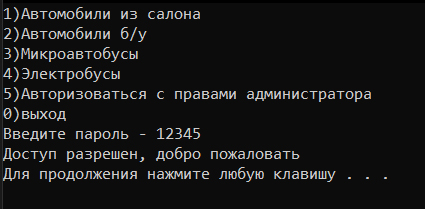 1)Автомобили из салона
2)Автомобили б/у
3)Микроавтобусы
4)Электробусы
5)Авторизоваться с правами администратора
0)выход
Введите пароль - 12345
Доступ разрешен, добро пожаловать
Для продолжения нажмите любую клавишу . . .